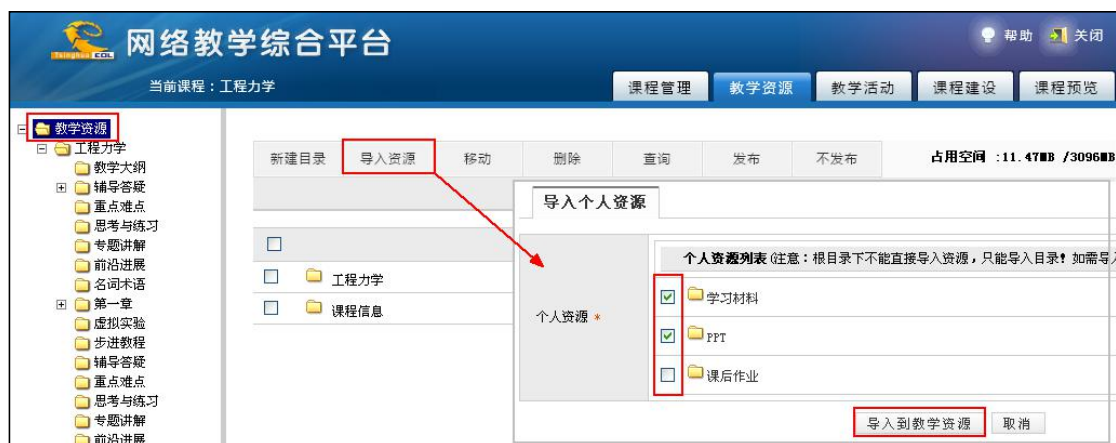 网络教学综合平台
帮助 关闭
Tsinghua EOL
当前课程：工程力学
课程管理 教学资源 教学活动 课程建设 课程预览
教学资源
工程力学
教学大纲
辅导答疑
重点难点
思考与练习
专题讲解
前沿进展
名词术语
第一章
虚拟实验
步进教程
辅导答疑
重点难点
思考与练习
专题讲解
前沿进展
新建目录 导入资源 移动 删除 查询 发布 不发布 占用空间 :11.47MB /3096MB
工程力学
课程信息
导入个人资源
个人资源列表(注意：根目录下不能直接导入资源，只能导入目录! 如需导入
个人资源 *
学习材料
PPT
课后作业
导入到教学资源 取消